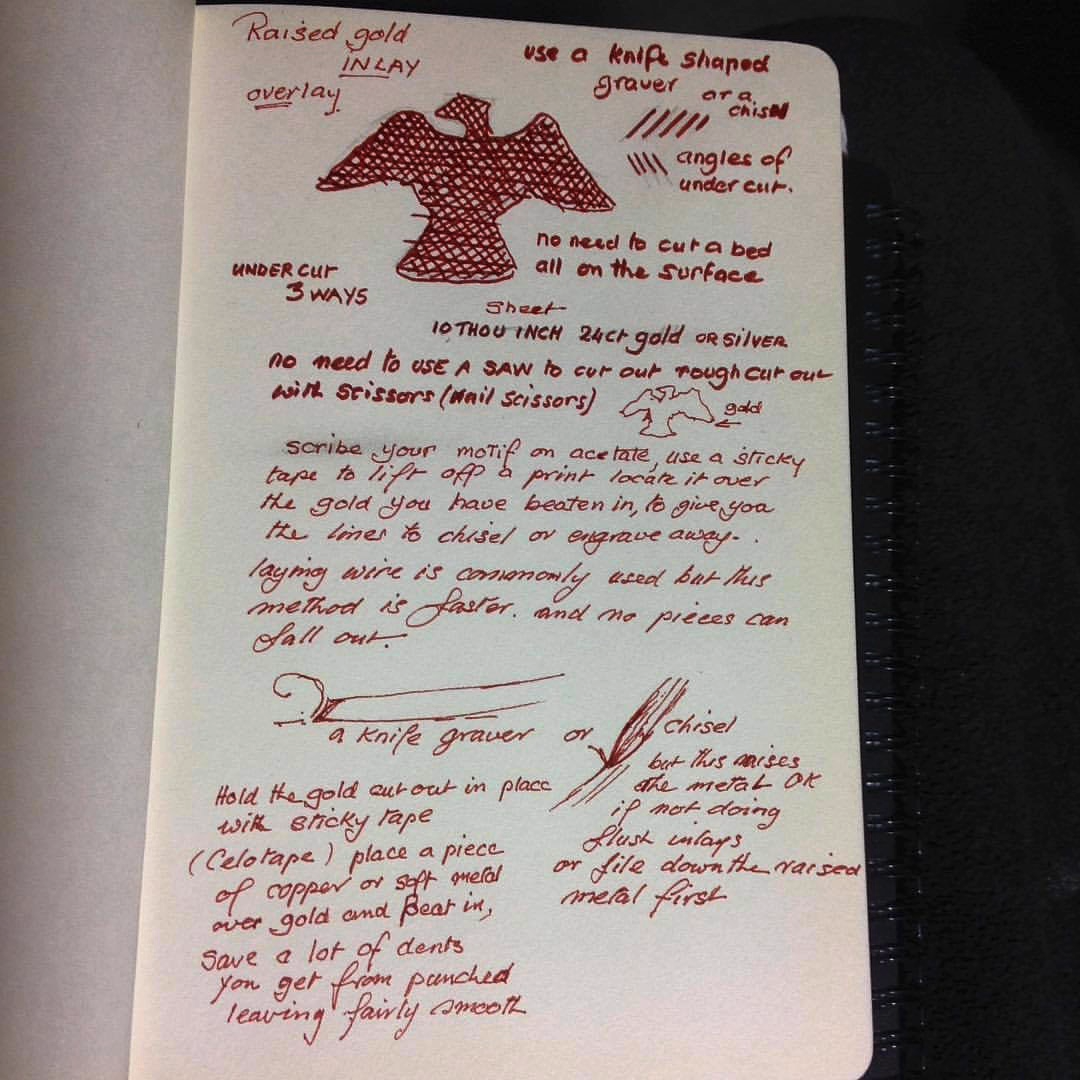 Raised gold
INLAY
overlay
use a knife shaped
graver or a
chisel
angles of
under cut.
no need to cut a bed
all on the surface
UNDER CUT
3 WAYS
Sheet
10 THOU INCH 24ct gold OR SILVER
no need to USE A SAW to cut out rough cut out
with scissors (Nail scissors)
gold
scribe your motif on acetate, use a sticky
tape to lift off a print locate it over
the gold you have beaten in, to give you
the lines to chisel or engrave away.
laying wire is commonly used but this
method is faster. and no pieces can
fall out.
a knife graver or
chisel
but this raises
the metal OK
if not doing
flush inlays
or file down the raised
metal first
Hold the gold cut out in place
with sticky tape
(Celotape) place a piece
of copper or soft metal
over gold and Beat in,
Save a lot of dents
you get from punched
leaving fairly smooth